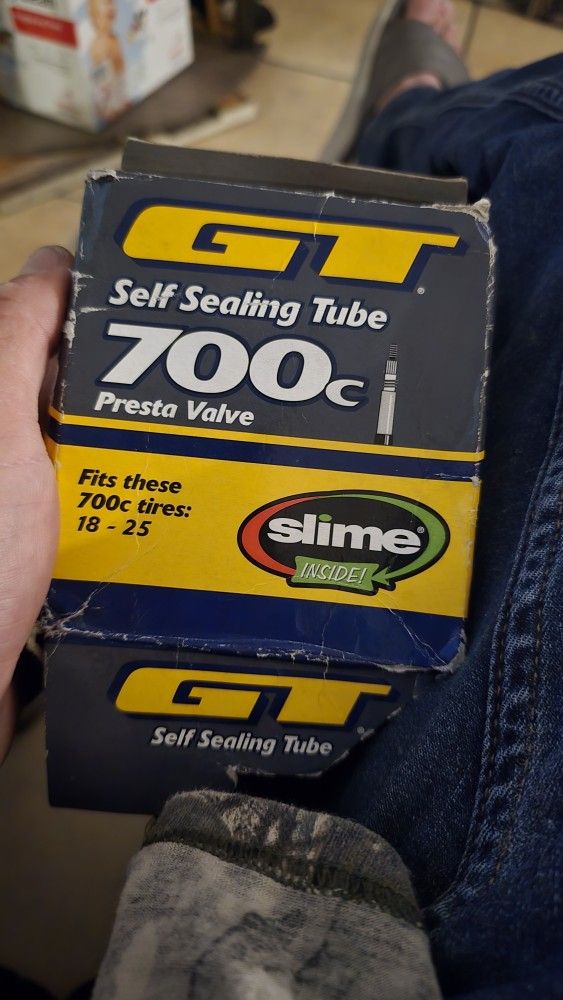 GT®
Self Sealing Tube
700c
Presta Valve
Fits these
700c tires:
18 - 25
slime®
INSIDE!
GT
Self Sealing Tube